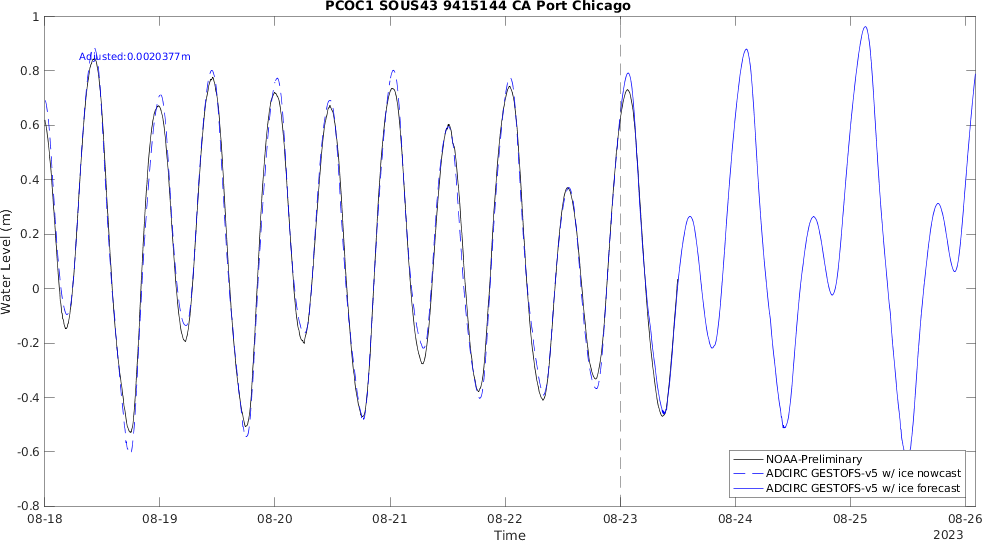 PCOC1 SOUS43 9415144 CA Port Chicago
Adjusted:0.0020377m
Water Level (m)
1
0.8
0.6
0.4
0.2
0
-0.2
-0.4
-0.6
-0.8
NOAA-Preliminary
ADCIRC GESTOFS-v5 w/ ice nowcast
ADCIRC GESTOFS-v5 w/ ice forecast
08-18 08-19 08-20 08-21 08-22 08-23 08-24 08-25 08-26
Time
2023